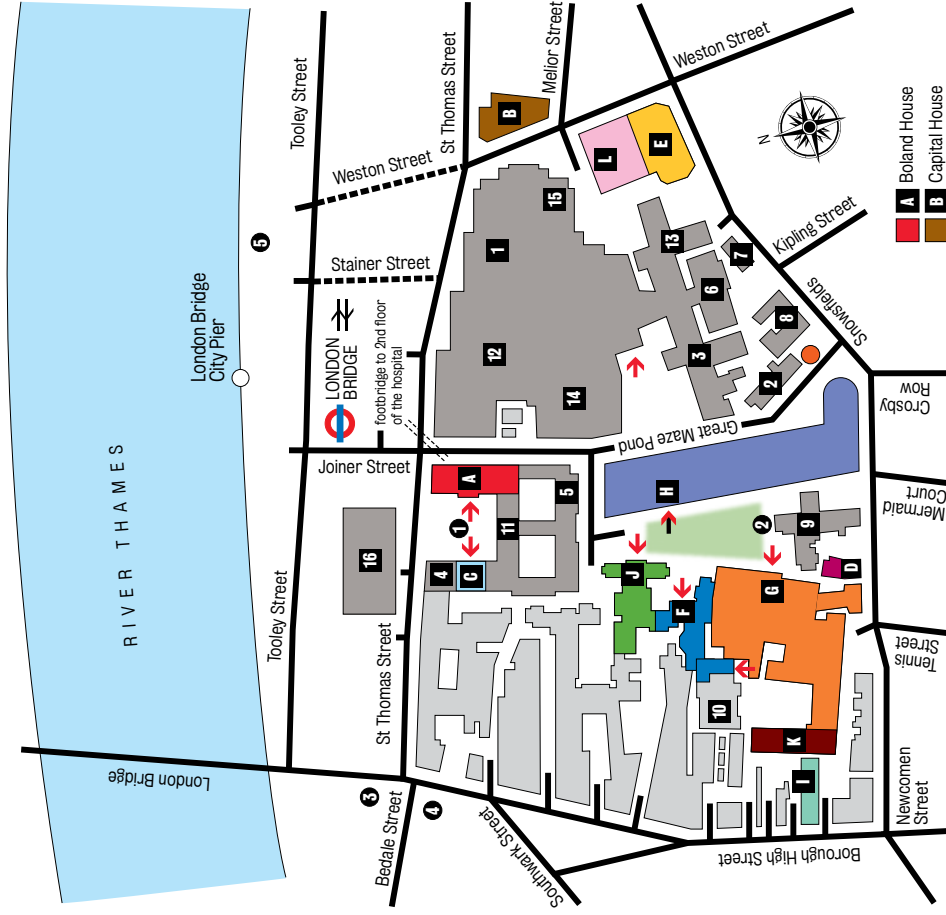 RIVER THAMES
London Bridge
City Pier
5
Tooley Street
Tooley Street
London Bridge
Weston Street
Stainer Street
St Thomas Street
Melior Street
Weston Street
B
LONDON
BRIDGE
footbridge to 2nd floor
of the hospital
Joiner Street
16
St Thomas Street
3
4
Bedale Street
Southwark Street
Borough High Street
Newcomen
Street
Tennis
Street
Mermaid
Court
Crosby
Row
Snowsfields
Kipling Street
Great Maze Pond
1
15
12
14
L
E
13
6
7
3
8
2
A
1
C
4
11
5
H
J
F
2
9
D
G
10
K
I
N
A Boland House
B Capital House